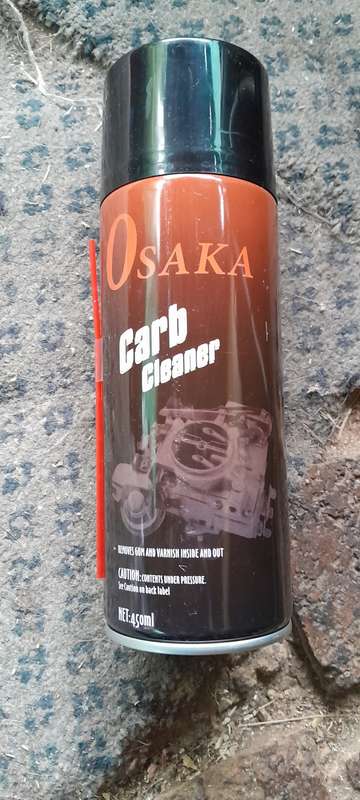 OSAKA
Carb
Cleaner
REMOVES GUM AND VARNISH INSIDE AND OUT
CAUTION: CONTENTS UNDER PRESSURE.
See Caution on back label
NET:450ml